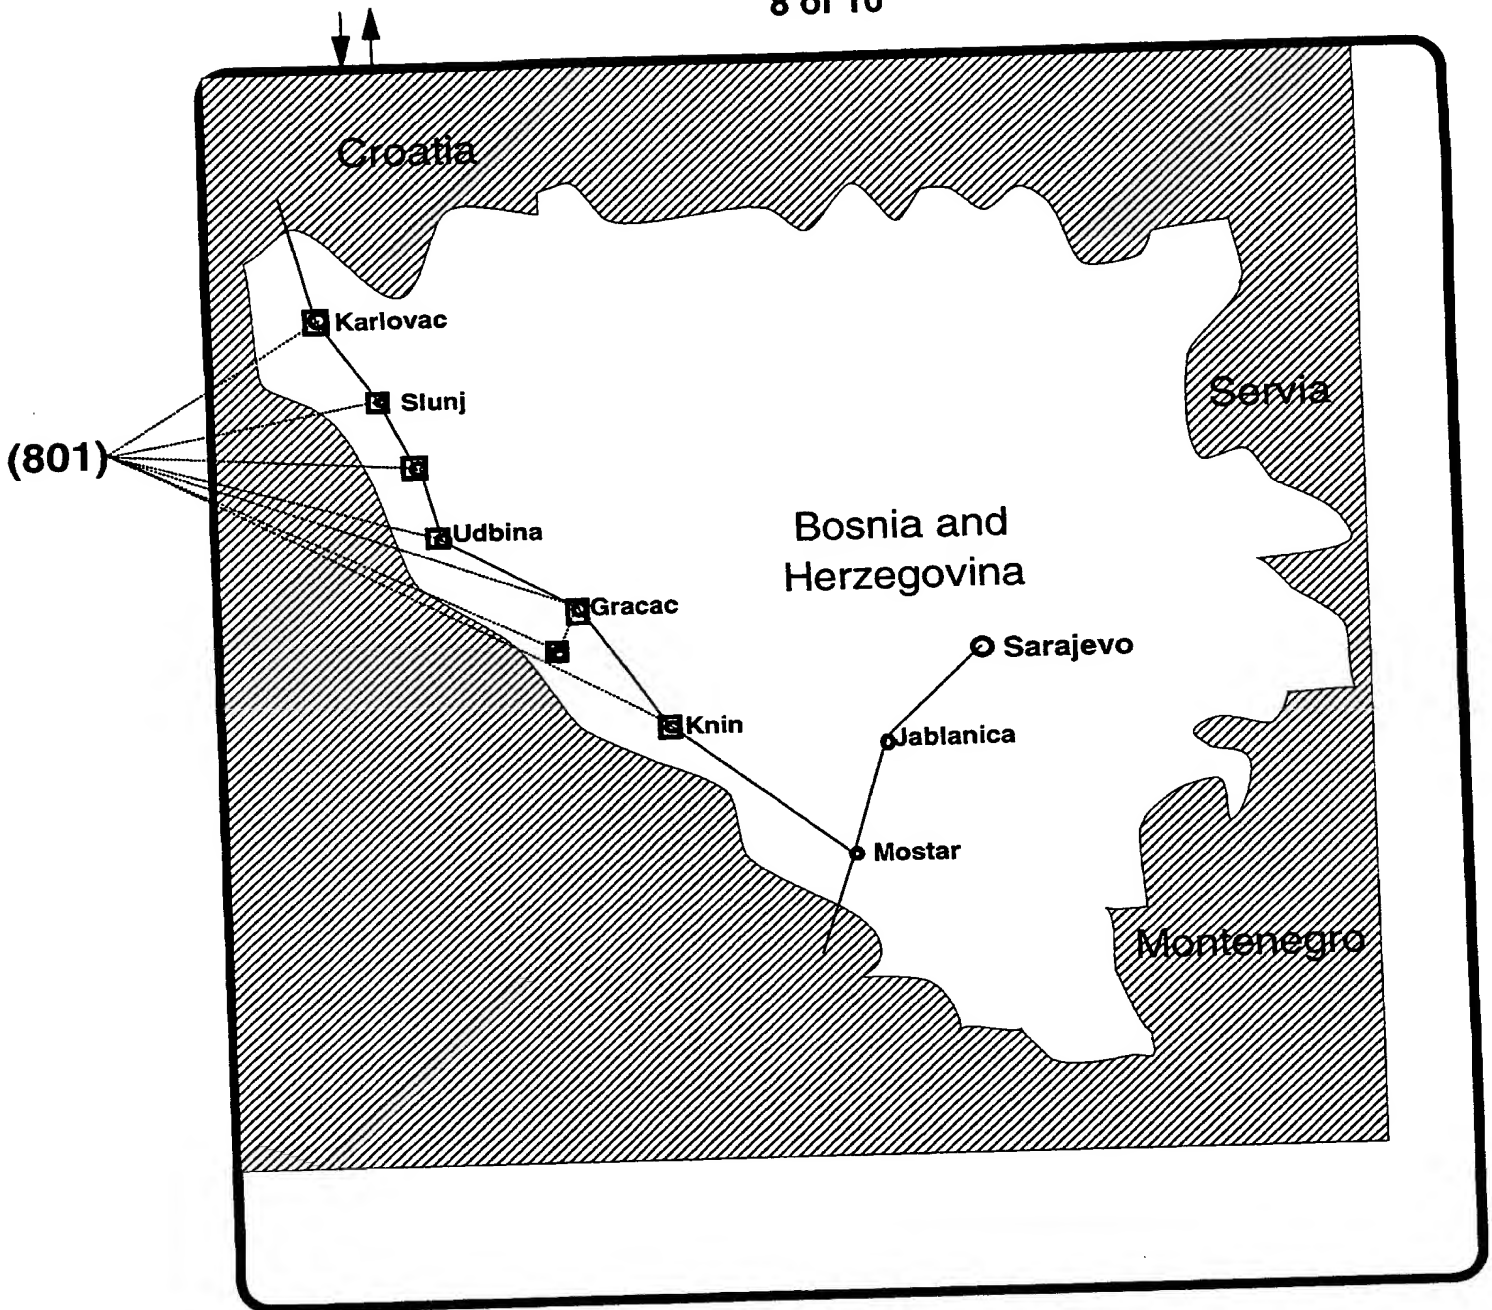 8 of 10
Croatia
Karlovac
Servia
Slunj
(801)
Bosnia and
Herzegovina
Udbina
Gracac
Sarajevo
Knin
Jablanica
Mostar
Montenegro